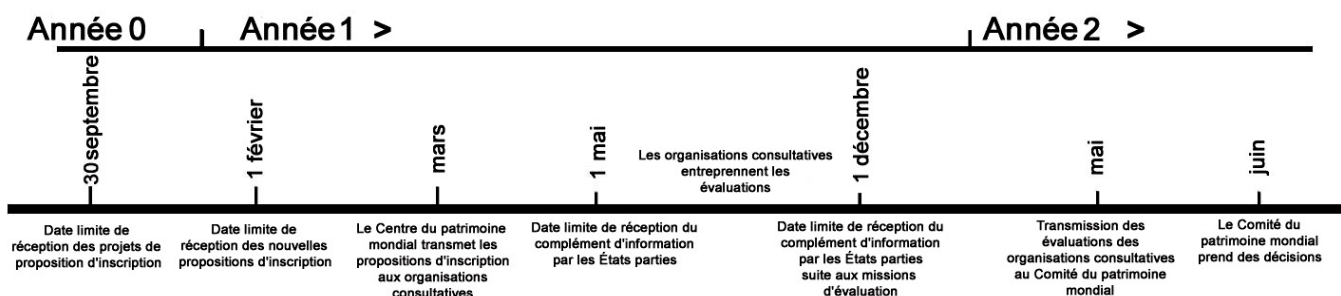 Année 0
Année 1 >
Année 2 >
30 septembre
1 février
mars
1 mai
Les organisations consultatives
entreprennent les
évaluations
1 décembre
mai
juin
Date limite de
réception des projets de
proposition d'inscription
Date limite de
réception des nouvelles
propositions d'inscription
Le Centre du patrimoine
mondial transmet les
propositions d'inscription
aux organisations
consultatives
Date limite de réception du
complément d'information
par les États parties
Date limite de réception du
complément d'information
par les États parties
suite aux missions
d'évaluation
Transmission des
évaluations des
organisations consultatives
au Comité du patrimoine
mondial
Le Comité du
patrimoine mondial
prend des décisions